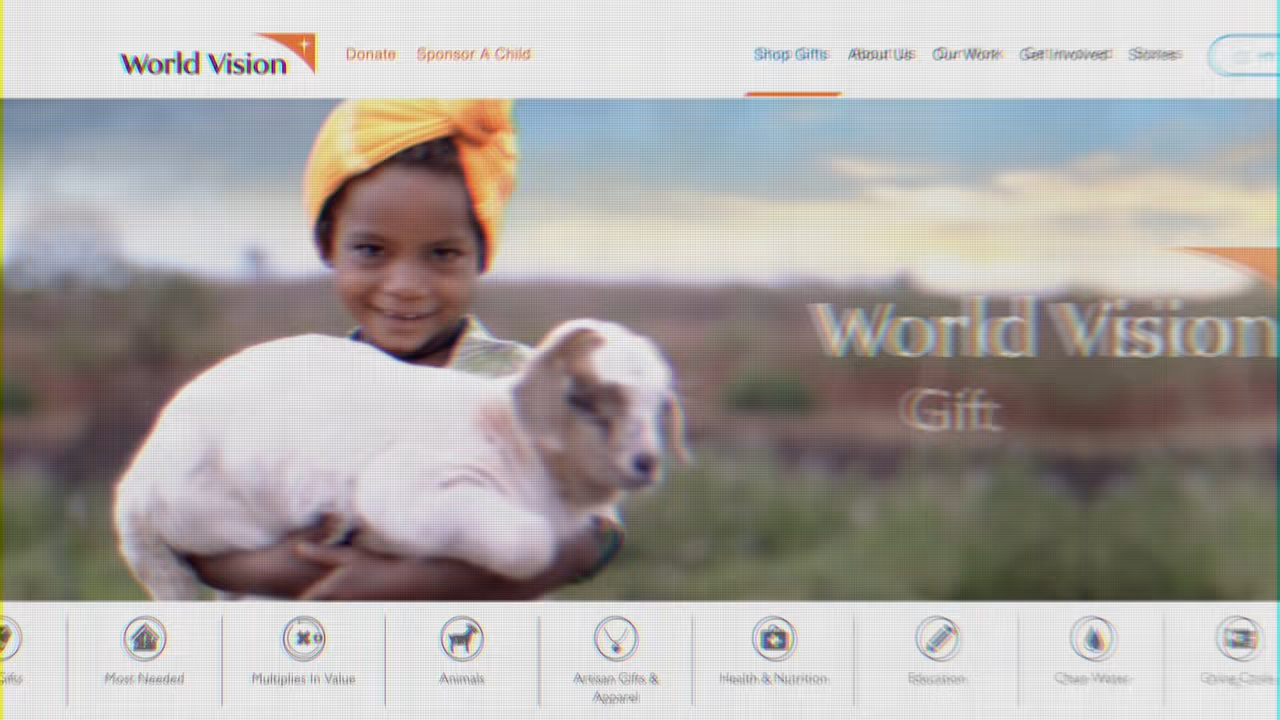 World Vision
Donate
Sponsor A Child
Shop Gifts
About Us
Our Work
Get Involved
Stories
World Vision
Gift
Gifts
Most Needed
Multiplies In Value
Animals
Artisan Gifts &
Apparel
Health & Nutrition
Education
Clean Water